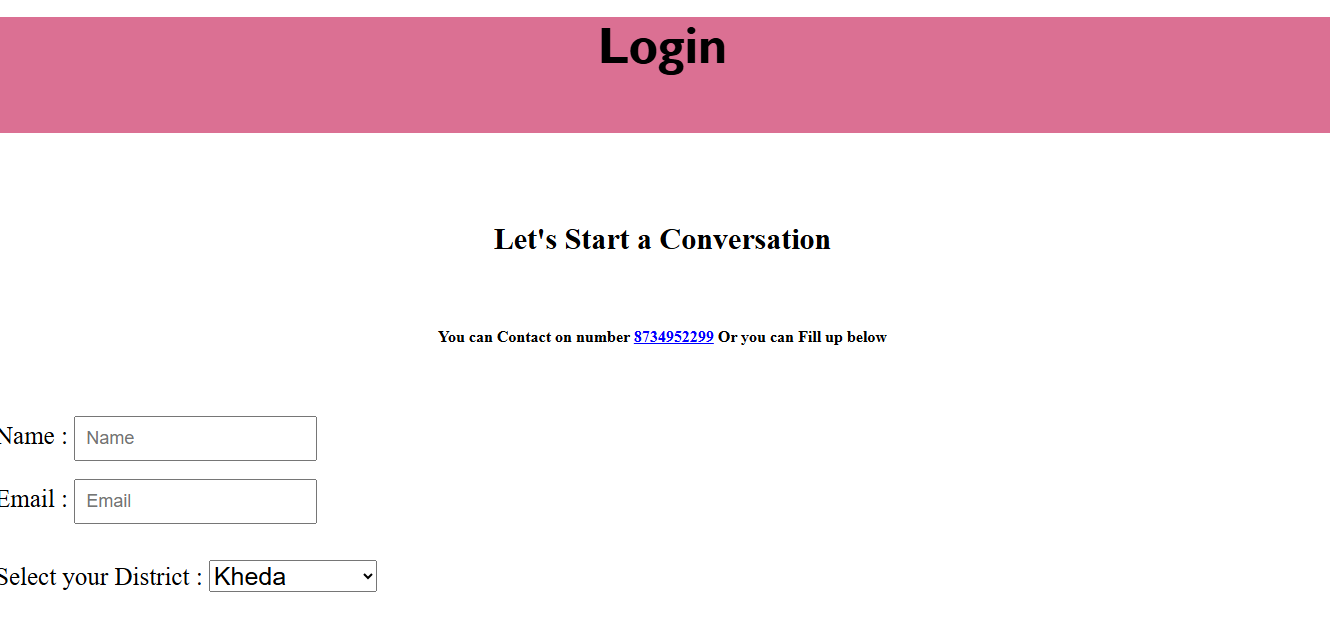 Login
Let's Start a Conversation
You can Contact on number 8734952299 Or you can Fill up below
Name : Name
Email : Email
Select your District : Kheda